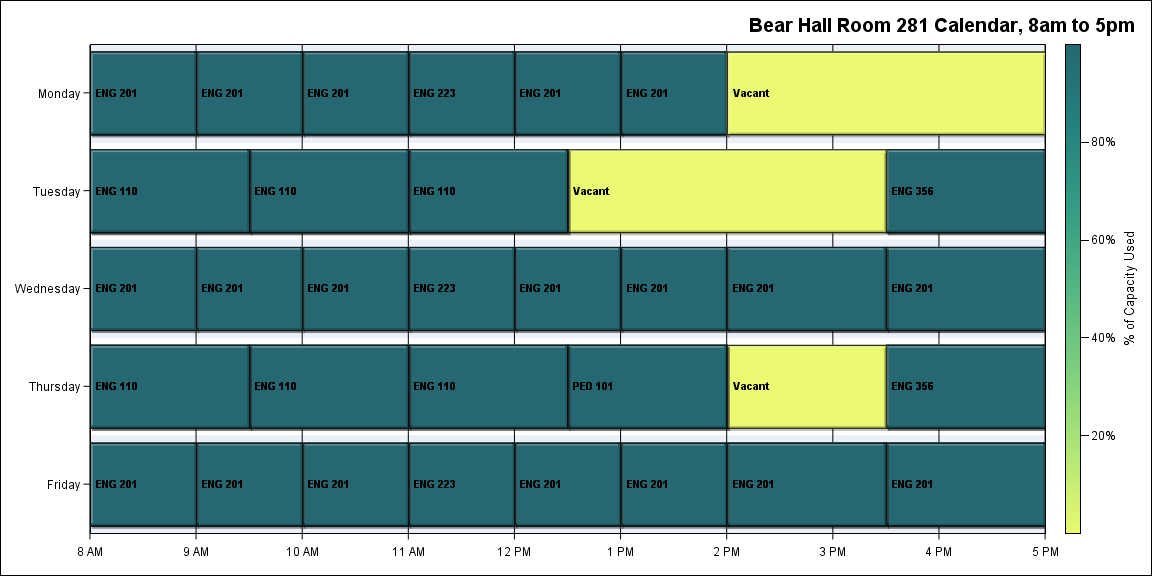 Bear Hall Room 281 Calendar, 8am to 5pm
Monday ENG 201 ENG 201 ENG 201 ENG 223 ENG 201 ENG 201 Vacant
80%
Tuesday ENG 110 ENG 110 ENG 110 Vacant ENG 356
60%
% of Capacity Used
Wednesday ENG 201 ENG 201 ENG 201 ENG 223 ENG 201 ENG 201 ENG 201 ENG 201
40%
Thursday ENG 110 ENG 110 ENG 110 PED 101 Vacant ENG 356
20%
Friday ENG 201 ENG 201 ENG 201 ENG 223 ENG 201 ENG 201 ENG 201 ENG 201
8 AM 9 AM 10 AM 11 AM 12 PM 1 PM 2 PM 3 PM 4 PM 5 PM